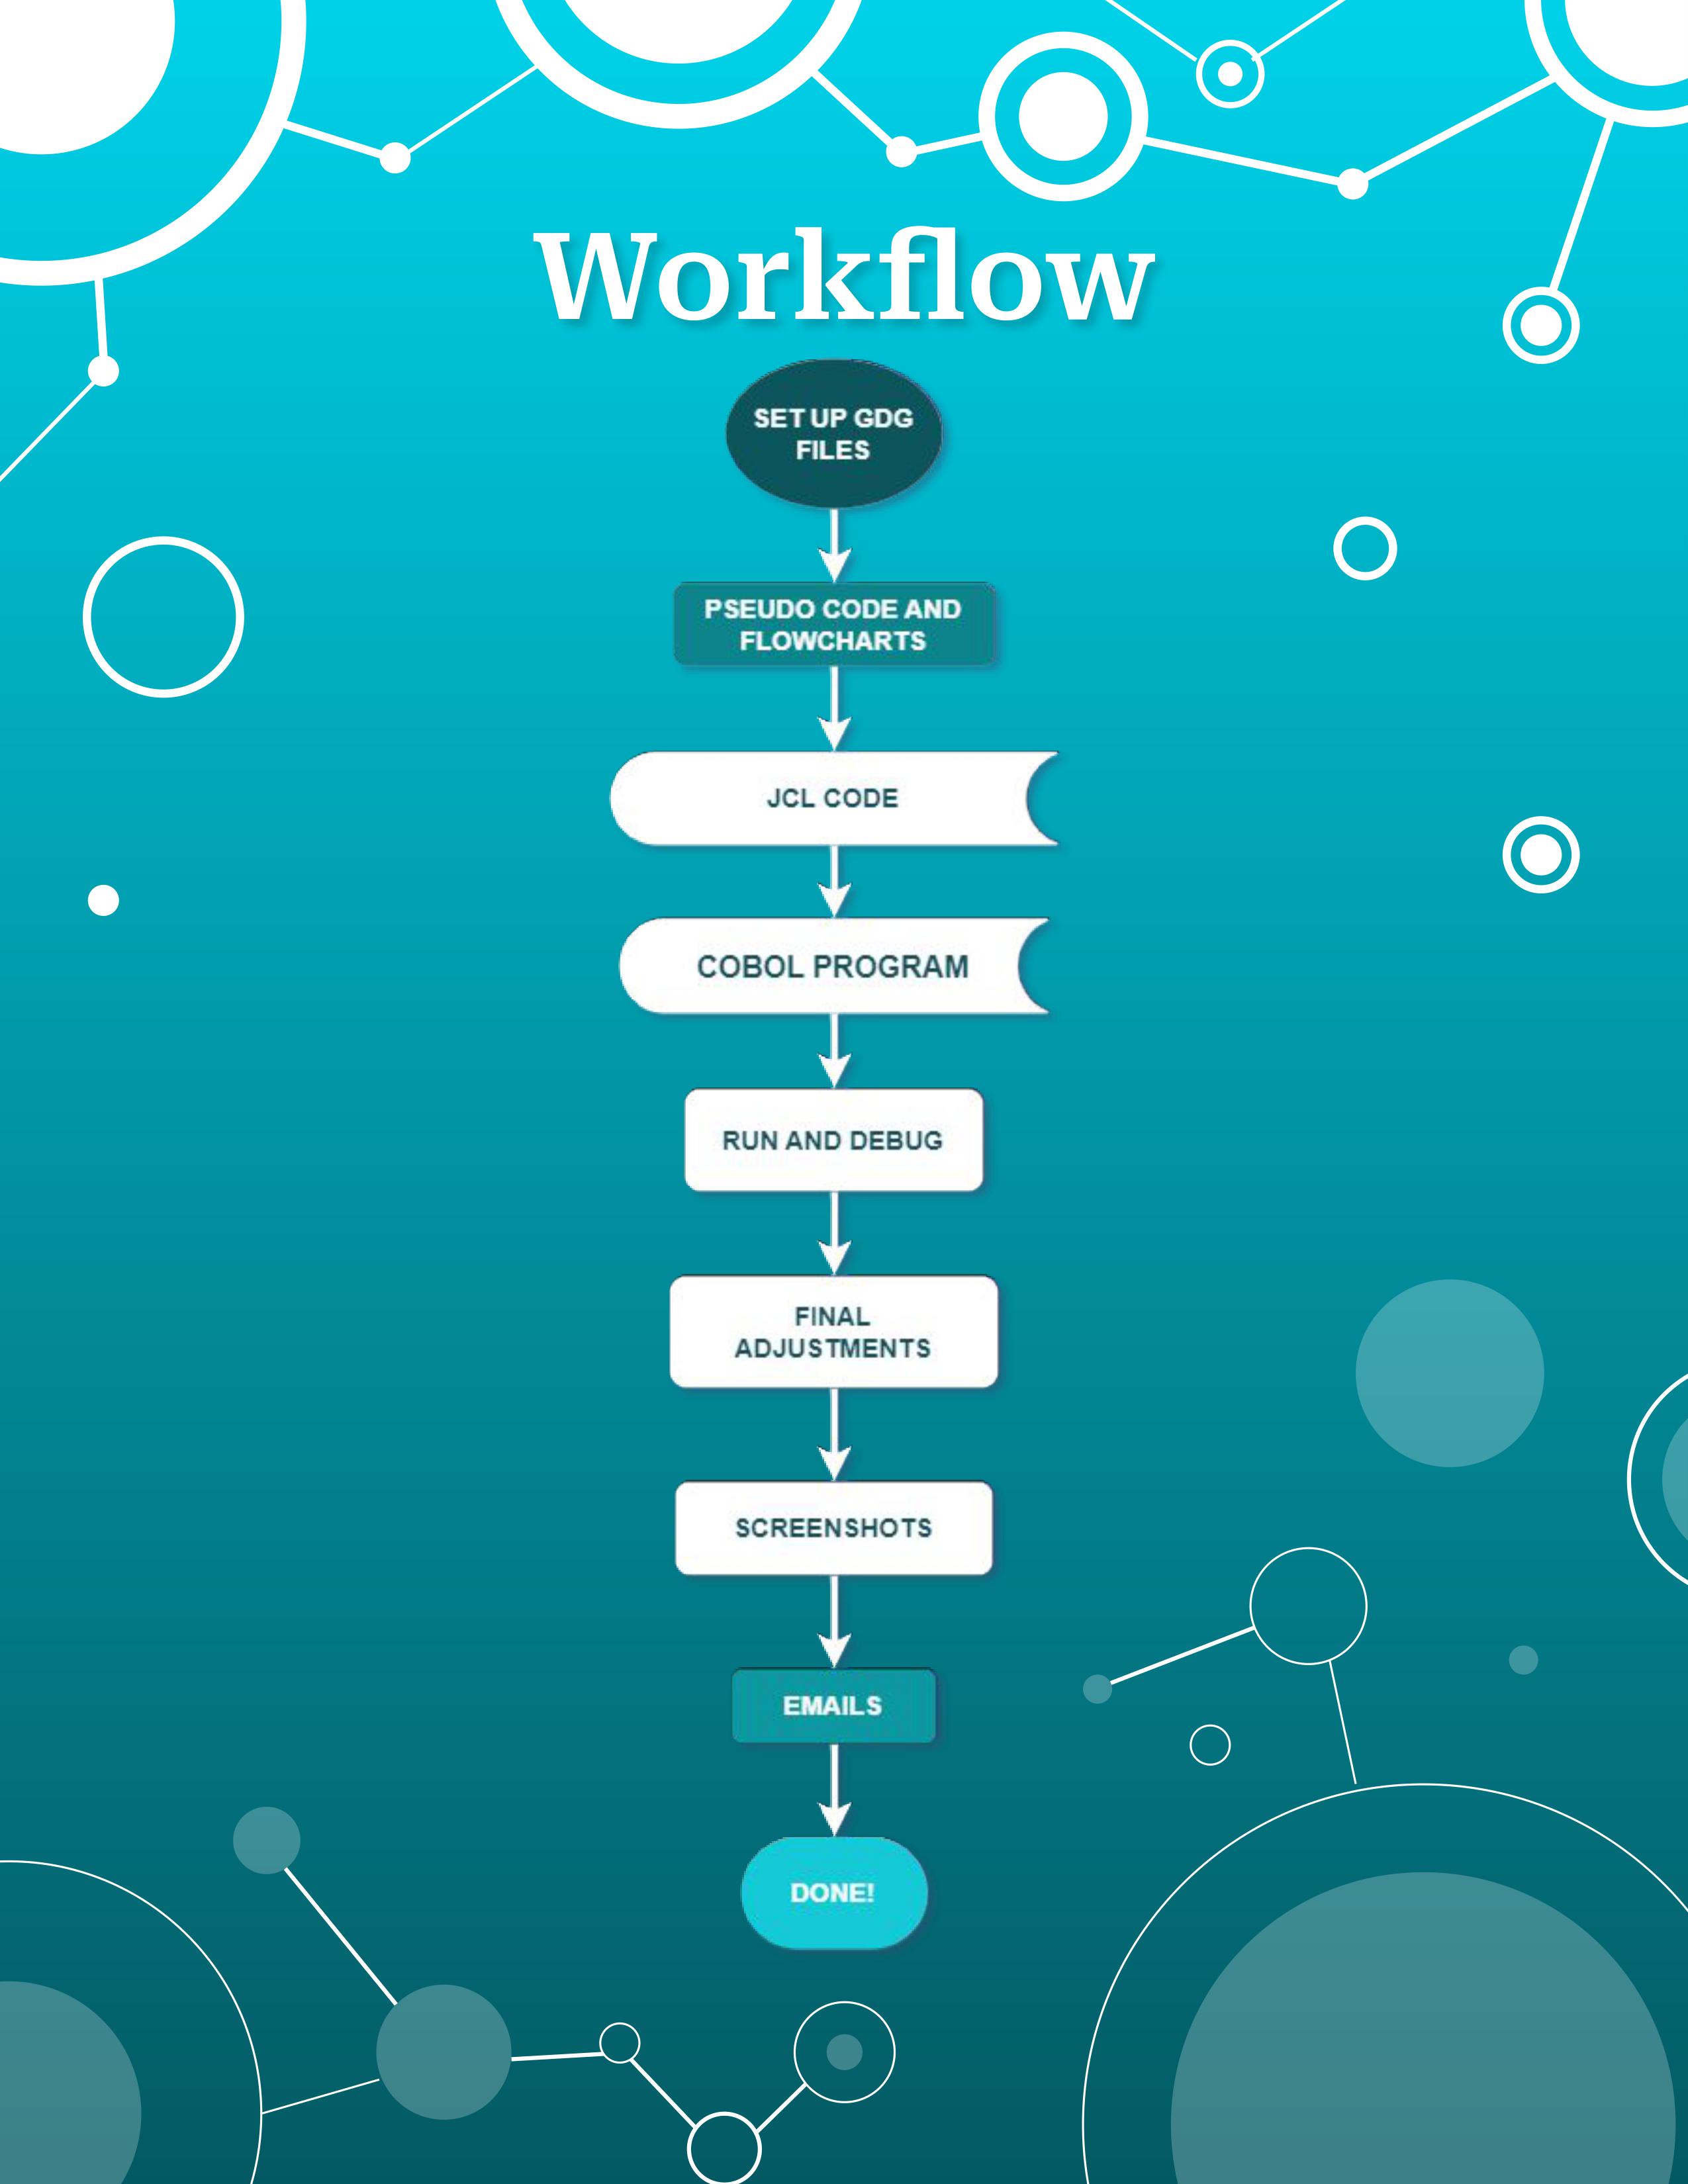 Workflow
SET UP GDG
FILES
PSEUDO CODE AND
FLOWCHARTS
JCL CODE
COBOL PROGRAM
RUN AND DEBUG
FINAL
ADJUSTMENTS
SCREENSHOTS
EMAILS
DONE!